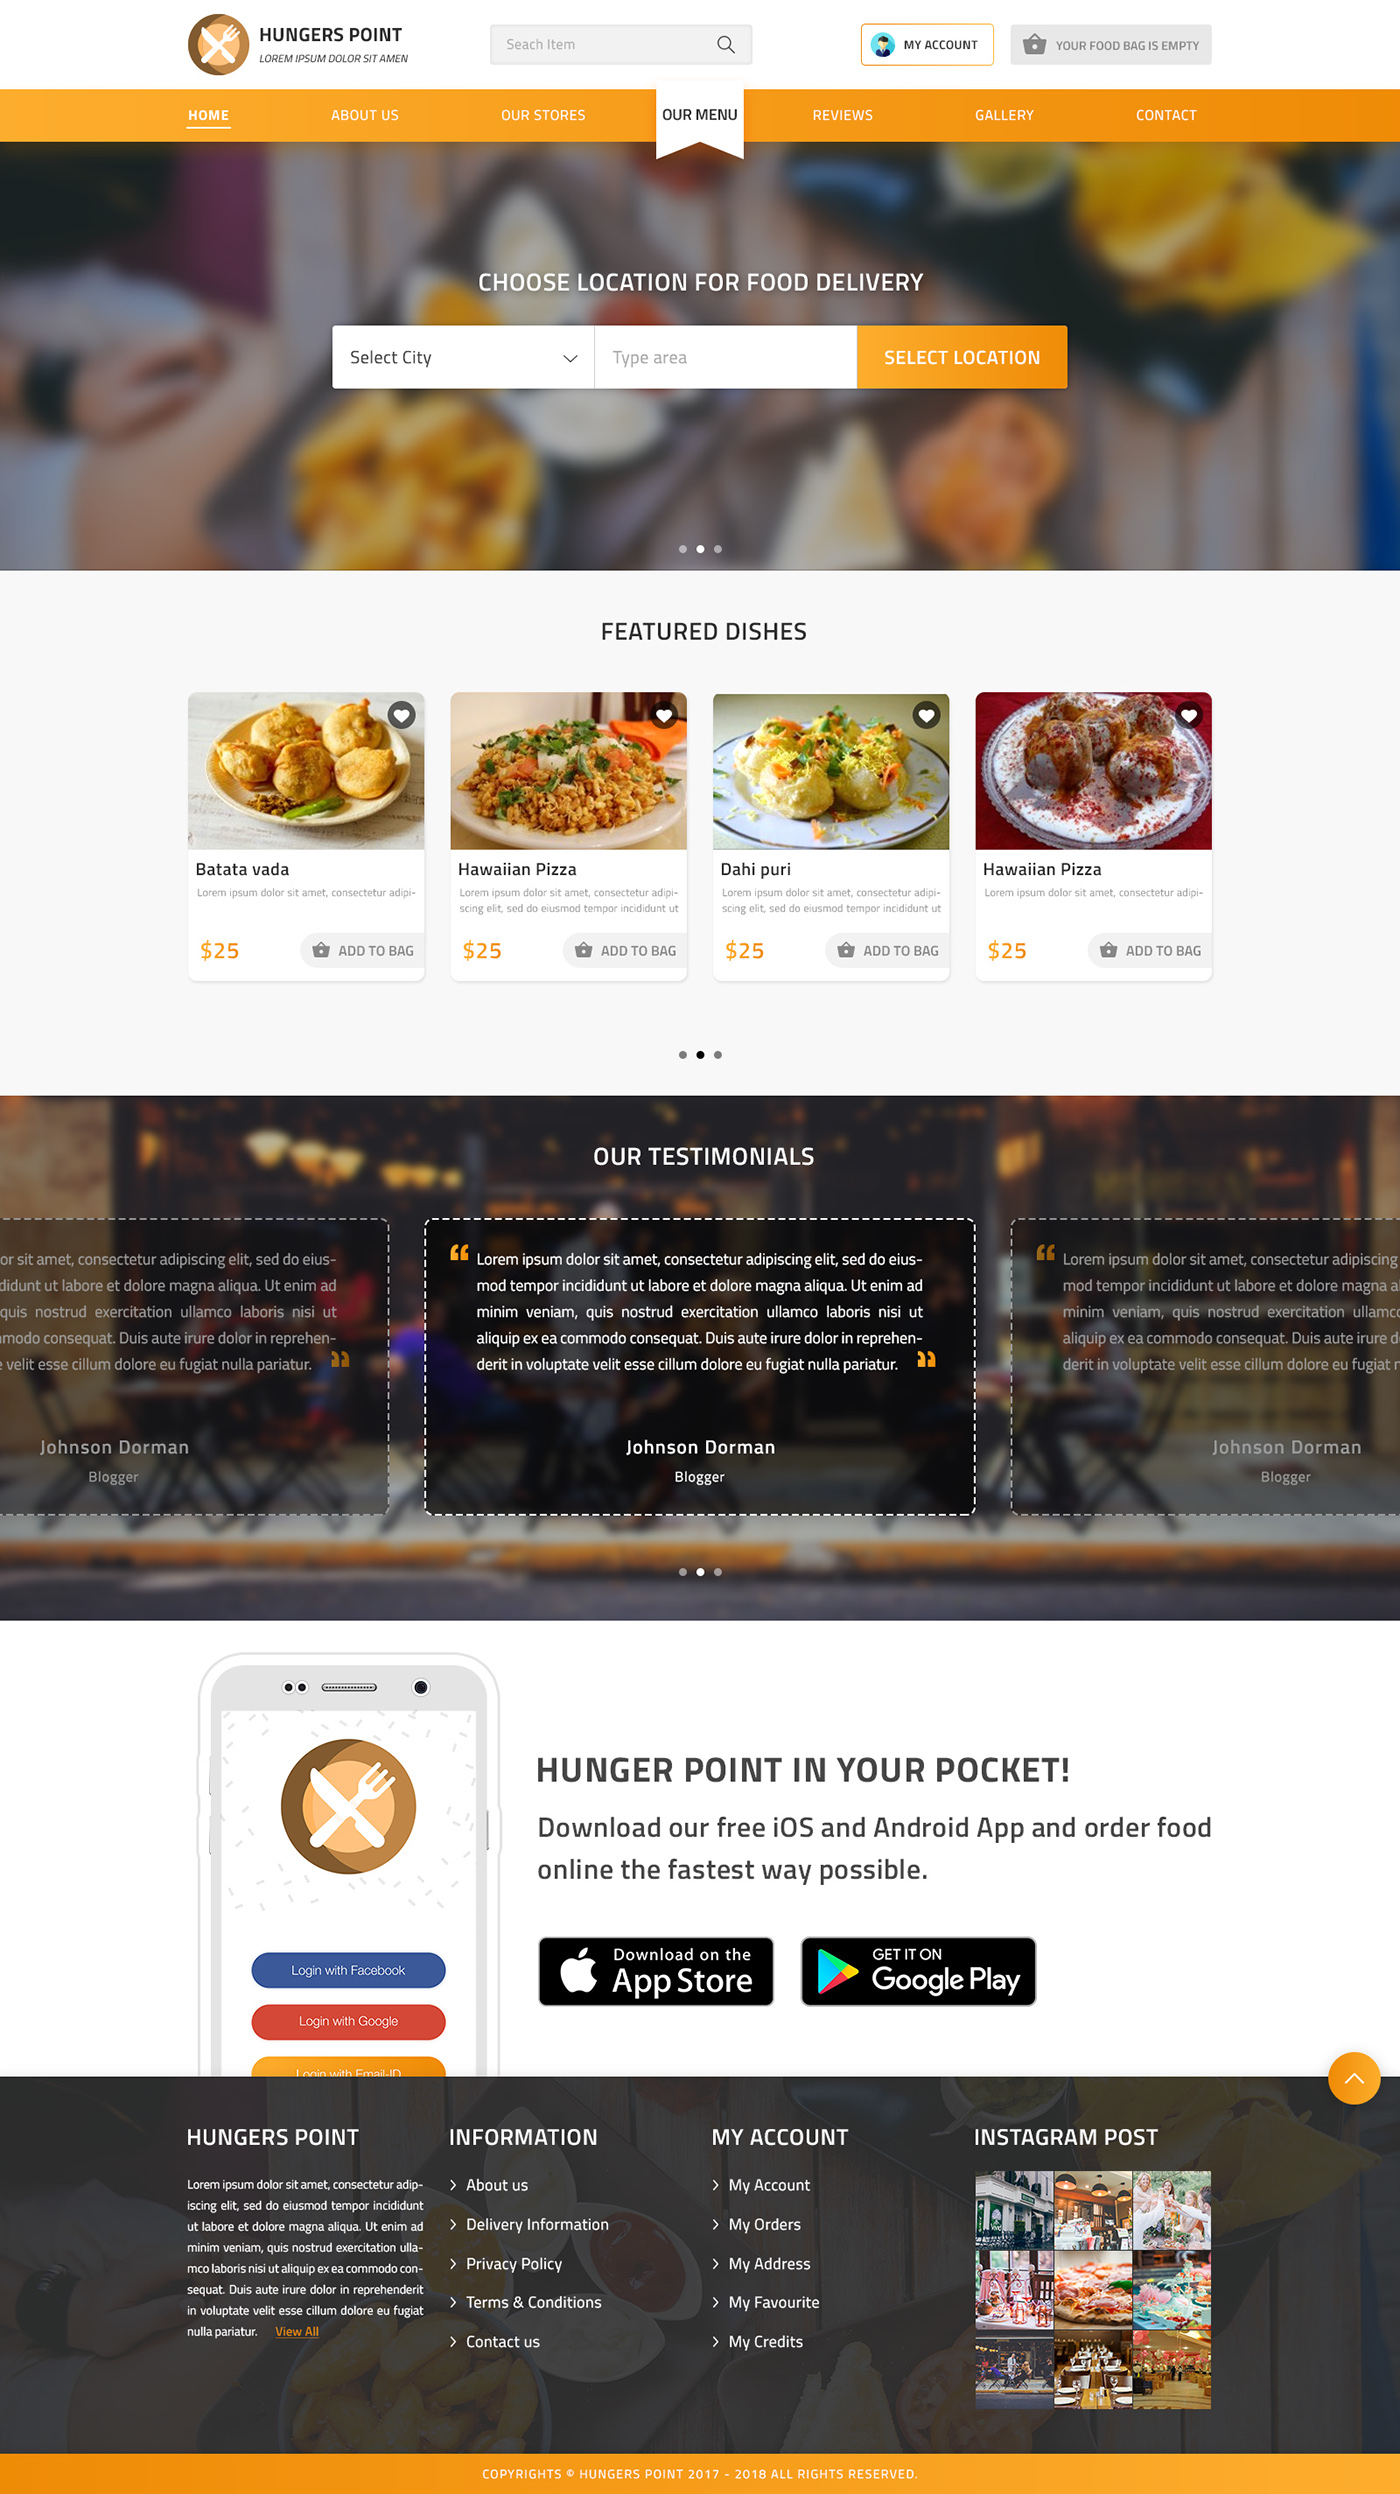 HUNGERS POINT
LOREM IPSUM DOLOR SIT AMEN
Seach Item
MY ACCOUNT
YOUR FOOD BAG IS EMPTY
HOME
ABOUT US
OUR STORES
OUR MENU
REVIEWS
GALLERY
CONTACT
CHOOSE LOCATION FOR FOOD DELIVERY
Select City
Type area
SELECT LOCATION
FEATURED DISHES
Batata vada
Lorem ipsum dolor sit amet, consectetur adipi-
$25
ADD TO BAG
Hawaiian Pizza
Lorem ipsum dolor sit amet, consectetur adipi-
scing elit, sed do eiusmod tempor incididunt ut
$25
ADD TO BAG
Dahi puri
Lorem ipsum dolor sit amet, consectetur adipi-
scing elit, sed do eiusmod tempor incididunt ut
$25
ADD TO BAG
Hawaiian Pizza
Lorem ipsum dolor sit amet, consectetur adipi-
$25
ADD TO BAG
OUR TESTIMONIALS
or sit amet, consectetur adipiscing elit, sed do eius-
didunt ut labore et dolore magna aliqua. Ut enim ad
quis nostrud exercitation ullamco laboris nisi ut
nmodo consequat. Duis aute irure dolor in reprehen-
e velit esse cillum dolore eu fugiat nulla pariatur. "
Johnson Dorman
Blogger
" Lorem ipsum dolor sit amet, consectetur adipiscing elit, sed do eius-
mod tempor incididunt ut labore et dolore magna aliqua. Ut enim ad
minim veniam, quis nostrud exercitation ullamco laboris nisi ut
aliquip ex ea commodo consequat. Duis aute irure dolor in reprehen-
derit in voluptate velit esse cillum dolore eu fugiat nulla pariatur. "
Johnson Dorman
Blogger
" Lorem ipsum dolor sit amet, consectetur adipiscing
mod tempor incididunt ut labore et dolore magna al
minim veniam, quis nostrud exercitation ullamco
aliquip ex ea commodo consequat. Duis aute irure d
derit in voluptate velit esse cillum dolore eu fugiat n
Johnson Dorman
Blogger
Login with Facebook
Login with Google
Login with Email-ID
HUNGER POINT IN YOUR POCKET!
Download our free iOS and Android App and order food
online the fastest way possible.
Download on the
App Store
GET IT ON
Google Play
HUNGERS POINT
Lorem ipsum dolor sit amet, consectetur adip-
iscing elit, sed do eiusmod tempor incididunt
ut labore et dolore magna aliqua. Ut enim ad
minim veniam, quis nostrud exercitation ulla-
mco laboris nisi ut aliquip ex ea commodo con-
sequat. Duis aute irure dolor in reprehenderit
in voluptate velit esse cillum dolore eu fugiat
nulla pariatur. View All
INFORMATION
About us
Delivery Information
Privacy Policy
Terms & Conditions
Contact us
MY ACCOUNT
My Account
My Orders
My Address
My Favourite
My Credits
INSTAGRAM POST
COPYRIGHTS © HUNGERS POINT 2017 - 2018 ALL RIGHTS RESERVED.